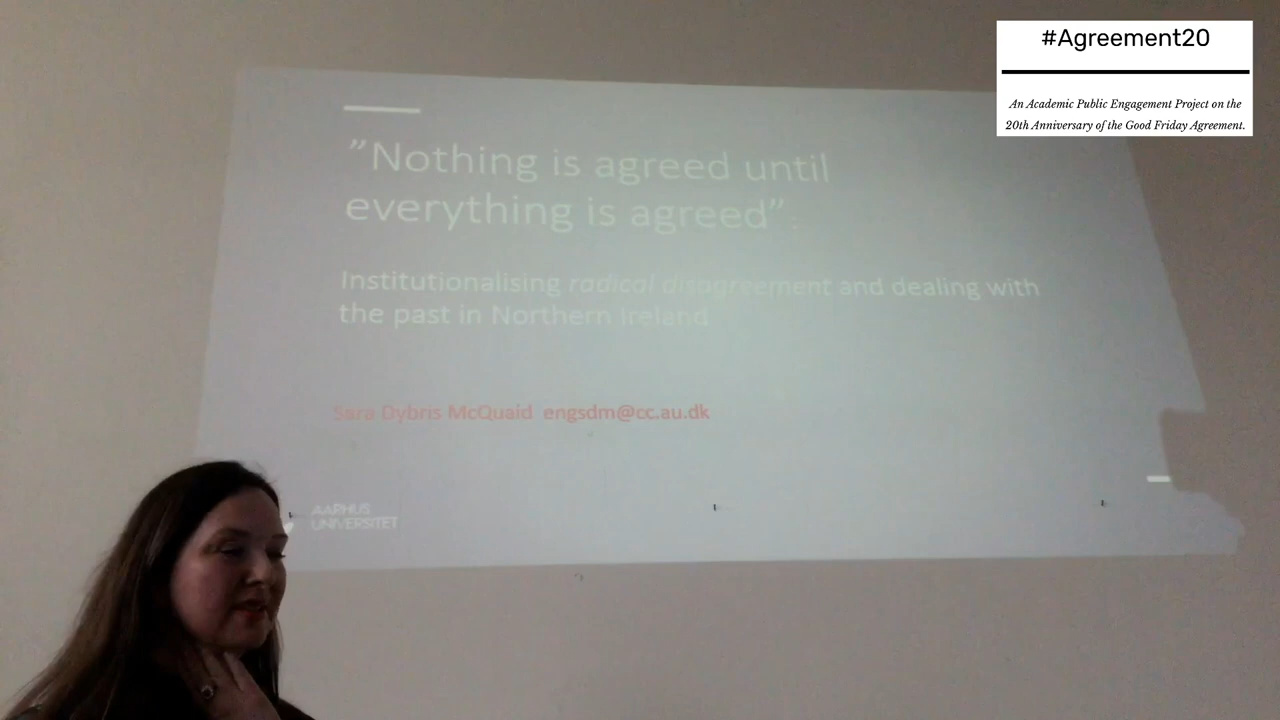 #Agreement20
An Academic Public Engagement Project on the
20th Anniversary of the Good Friday Agreement.
”Nothing is agreed until
everything is agreed”.
Institutionalising radical disagreement and dealing with
the past in Northern Ireland
Sara Dybris McQuaid engsdm@cc.au.dk
AARHUS
UNIVERSITET